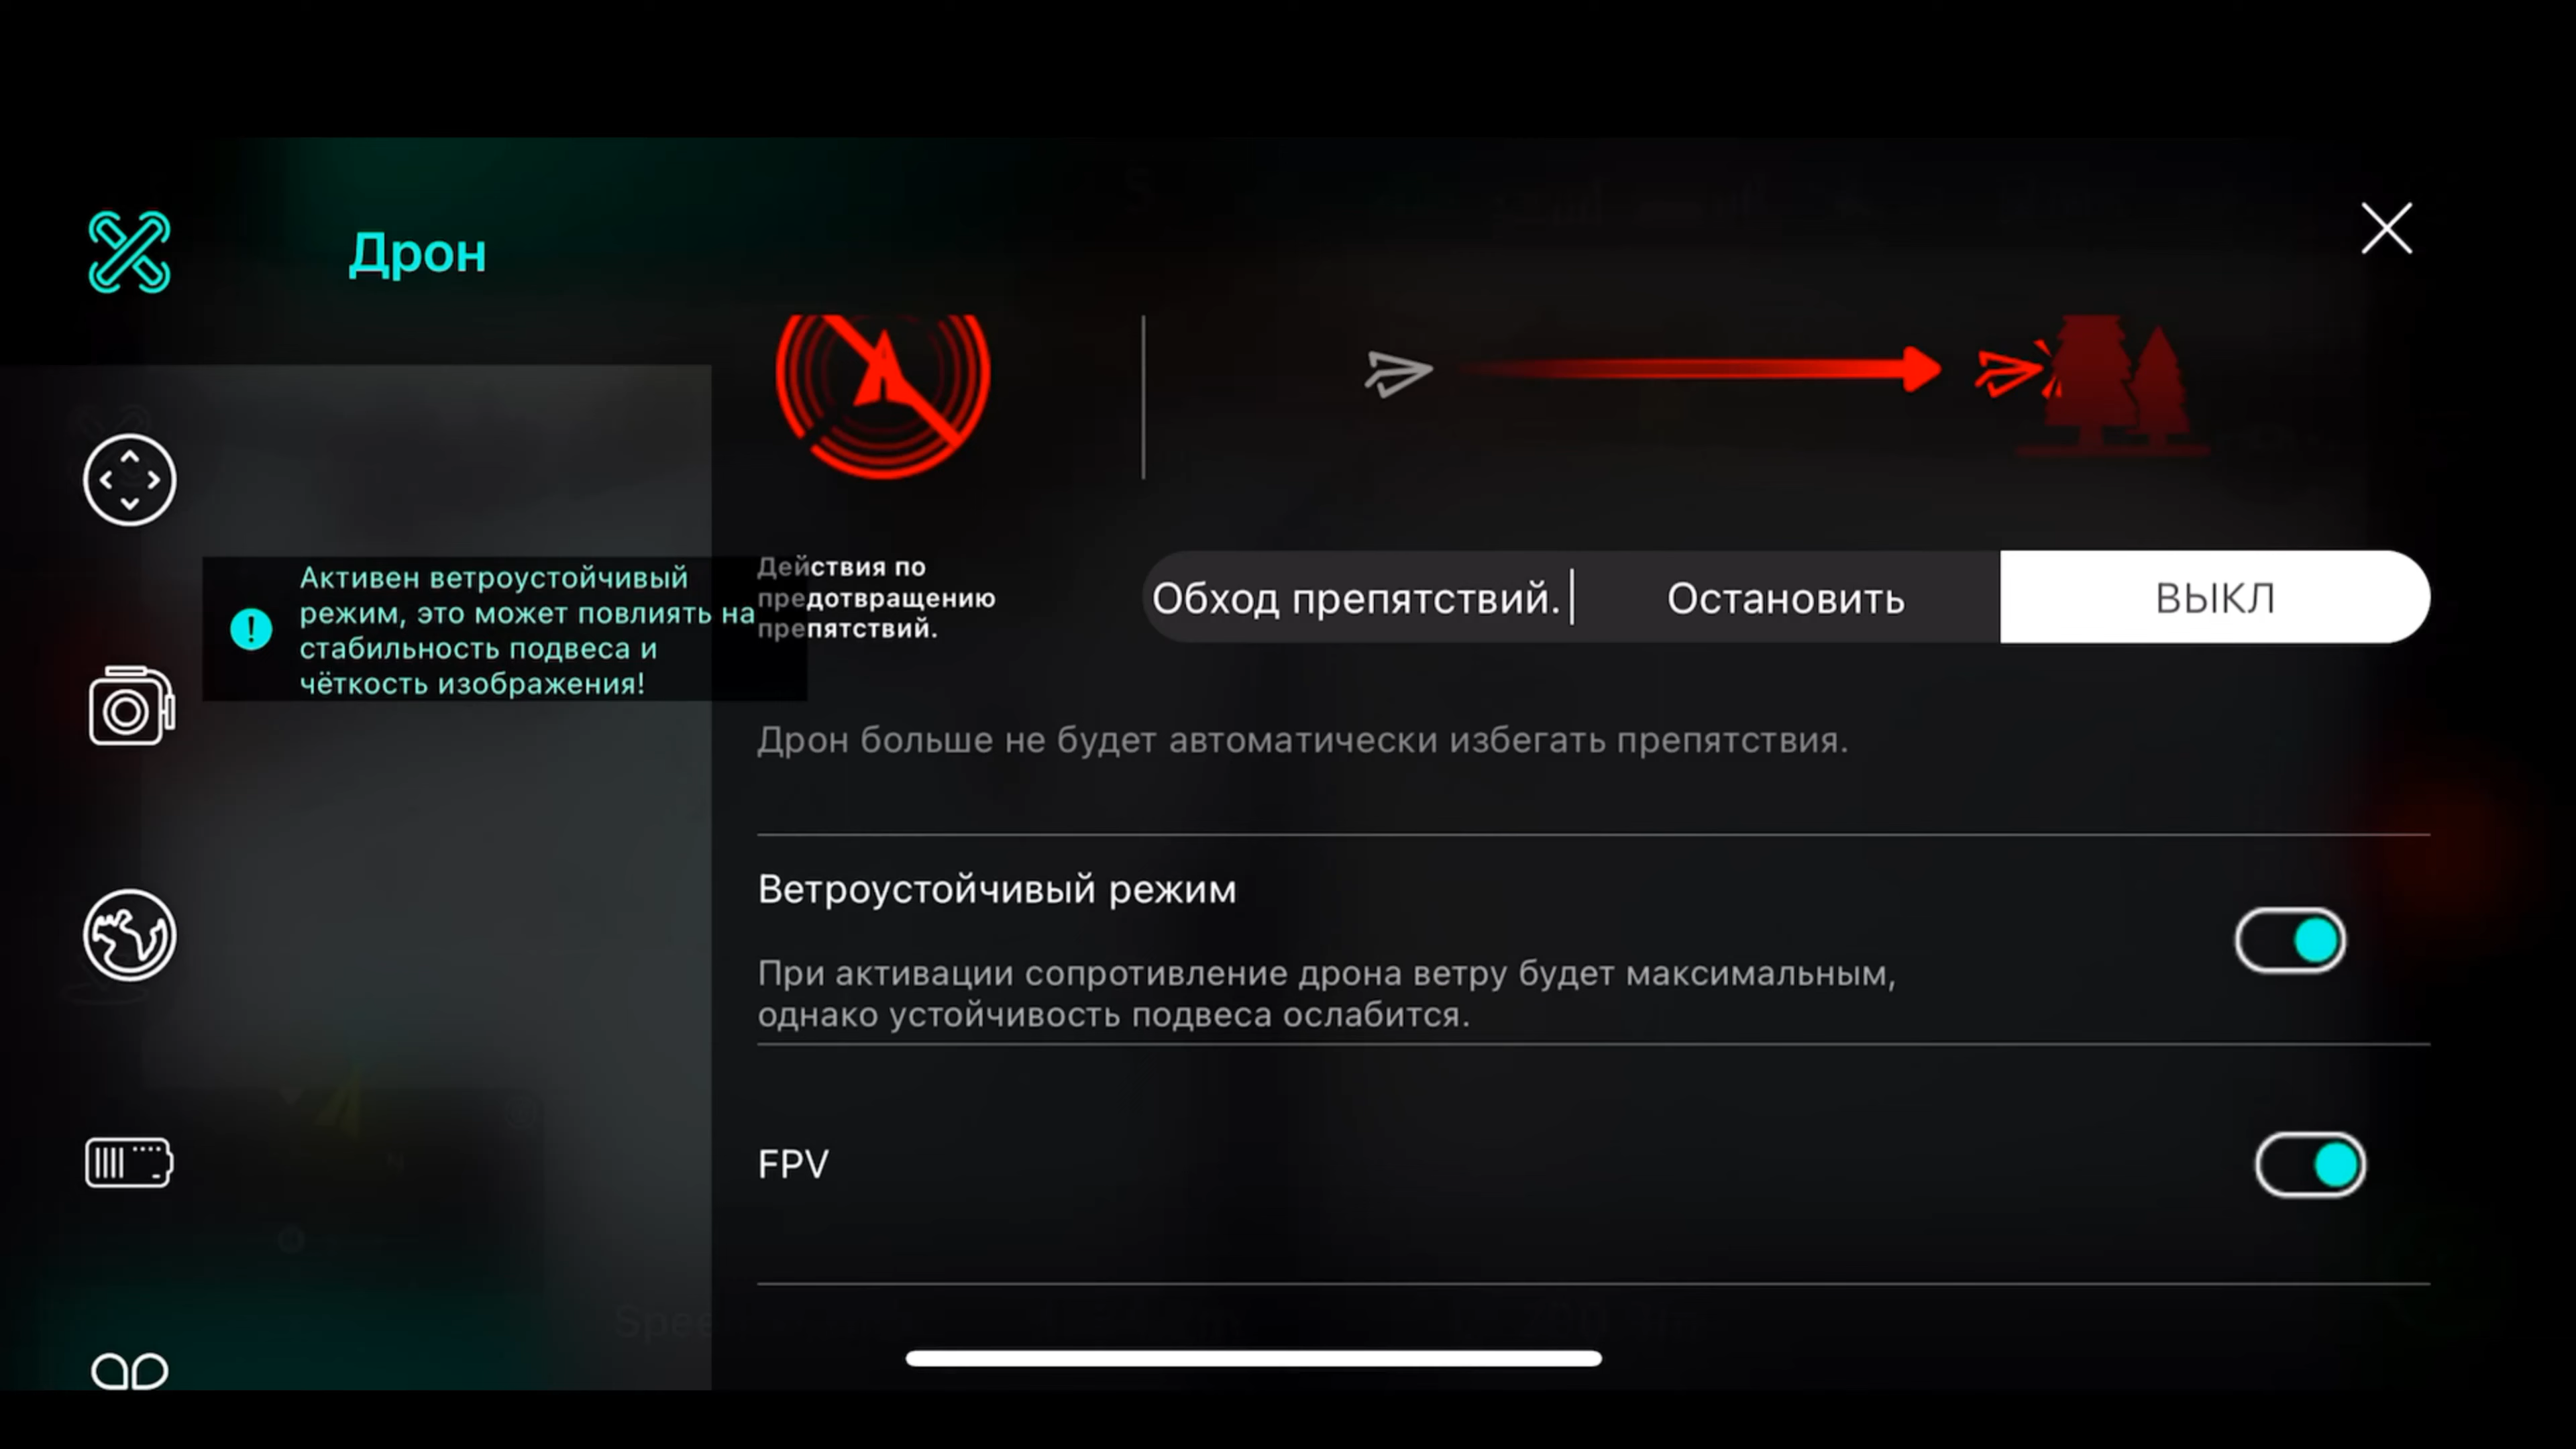 Дрон
Активен ветроустойчивый
режим, это может повлиять на
стабильность подвеса и
чёткость изображения!
Действия по
предотвращению
препятствий.
Обход препятствий.
Остановить
ВЫКЛ
Дрон больше не будет автоматически избегать препятствия.
Ветроустойчивый режим
При активации сопротивление дрона ветру будет максимальным,
однако устойчивость подвеса ослабится.
FPV